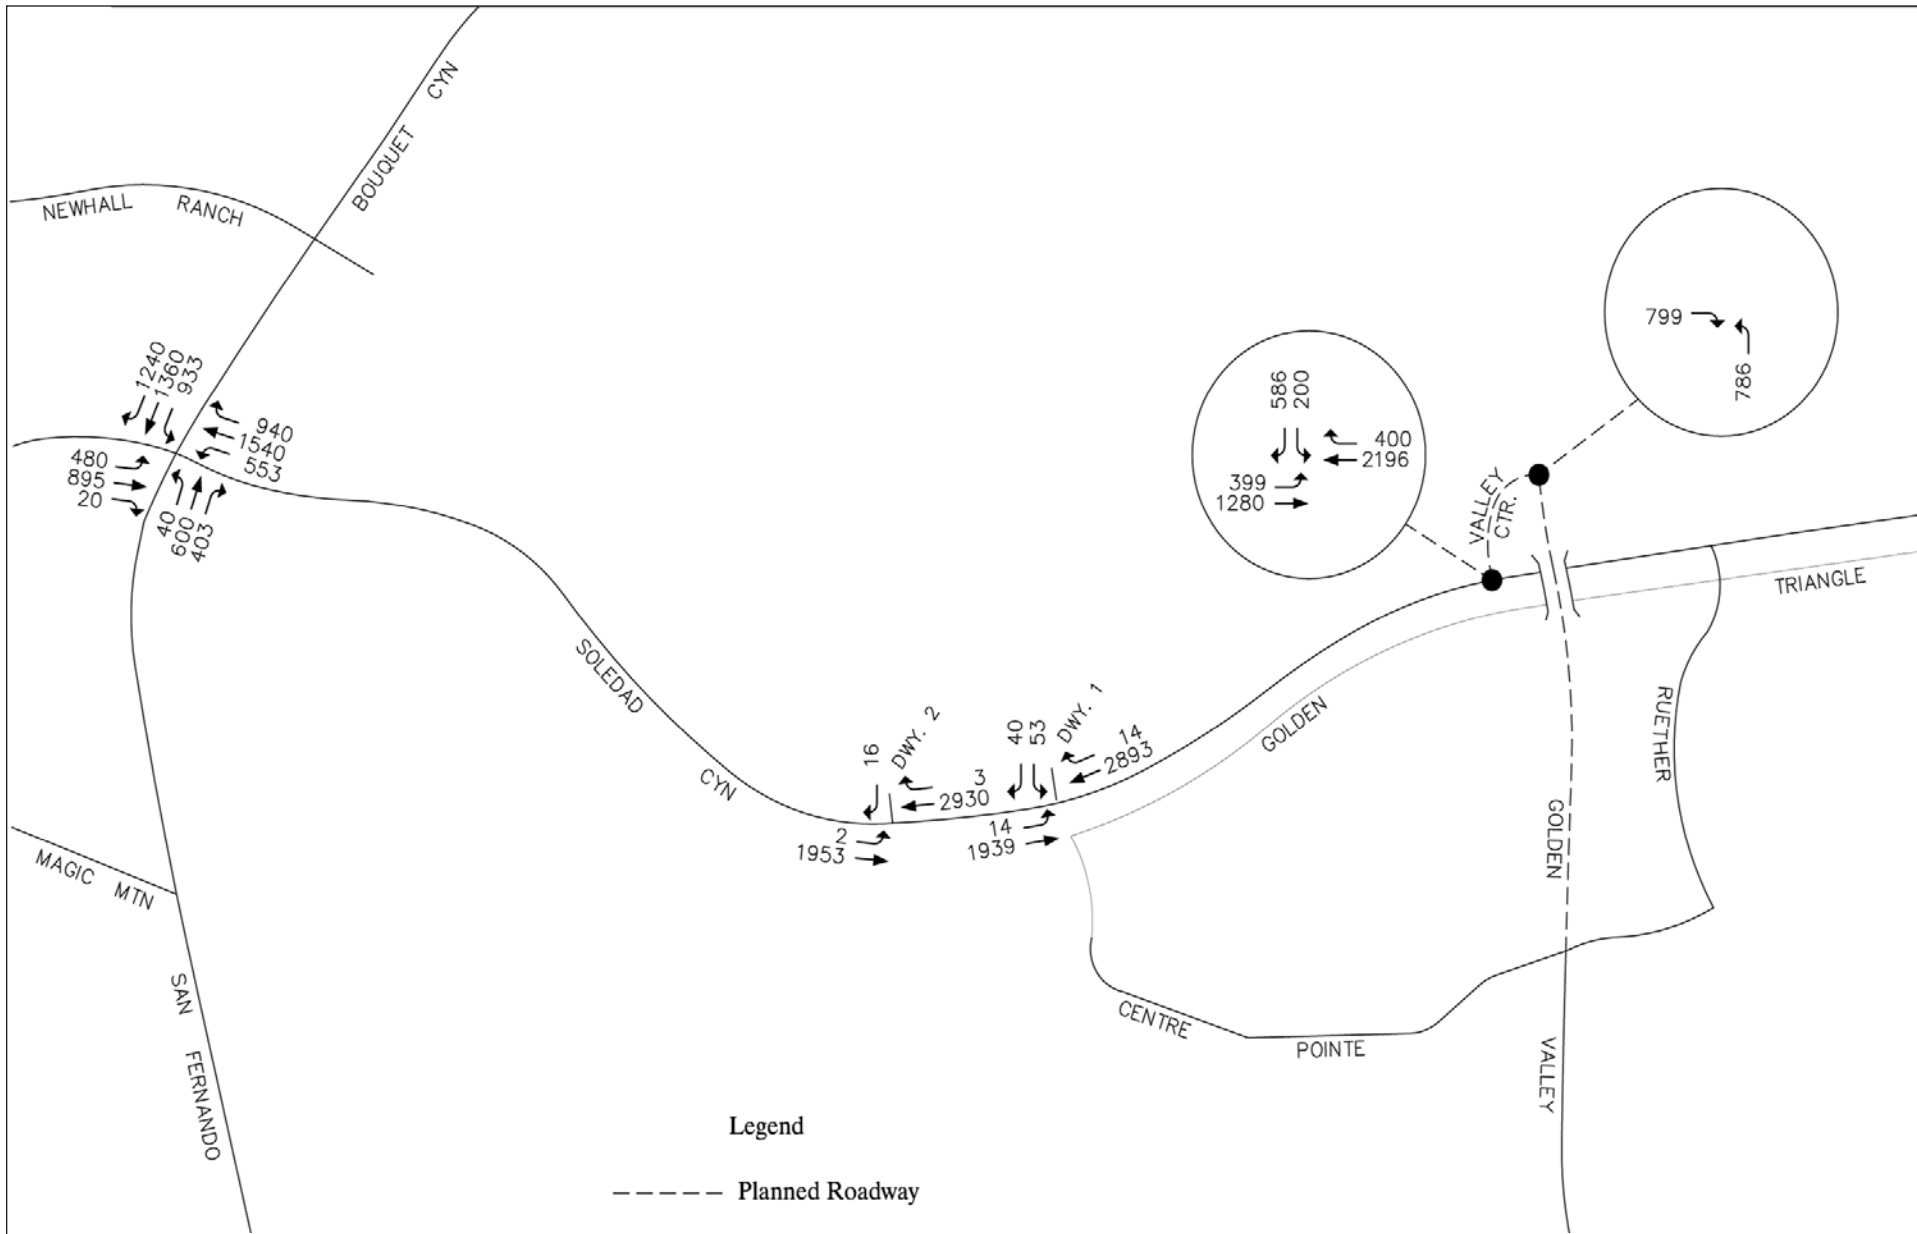 BOUQUET CYN
NEWHALL RANCH
1240
1360
933
940
1540
553
480
895
20
40
600
403
799
786
586
200
400
2196
399
1280
VALLEY
CTR.
TRIANGLE
SOLEDAD
CYN
GOLDEN
RUETHER
DWY. 2
16
3
2930
2
1953
DWY. 1
40
53
14
2893
14
1939
MAGIC MTN
GOLDEN
VALLEY
SAN FERNANDO
CENTRE
POINTE
Legend
Planned Roadway